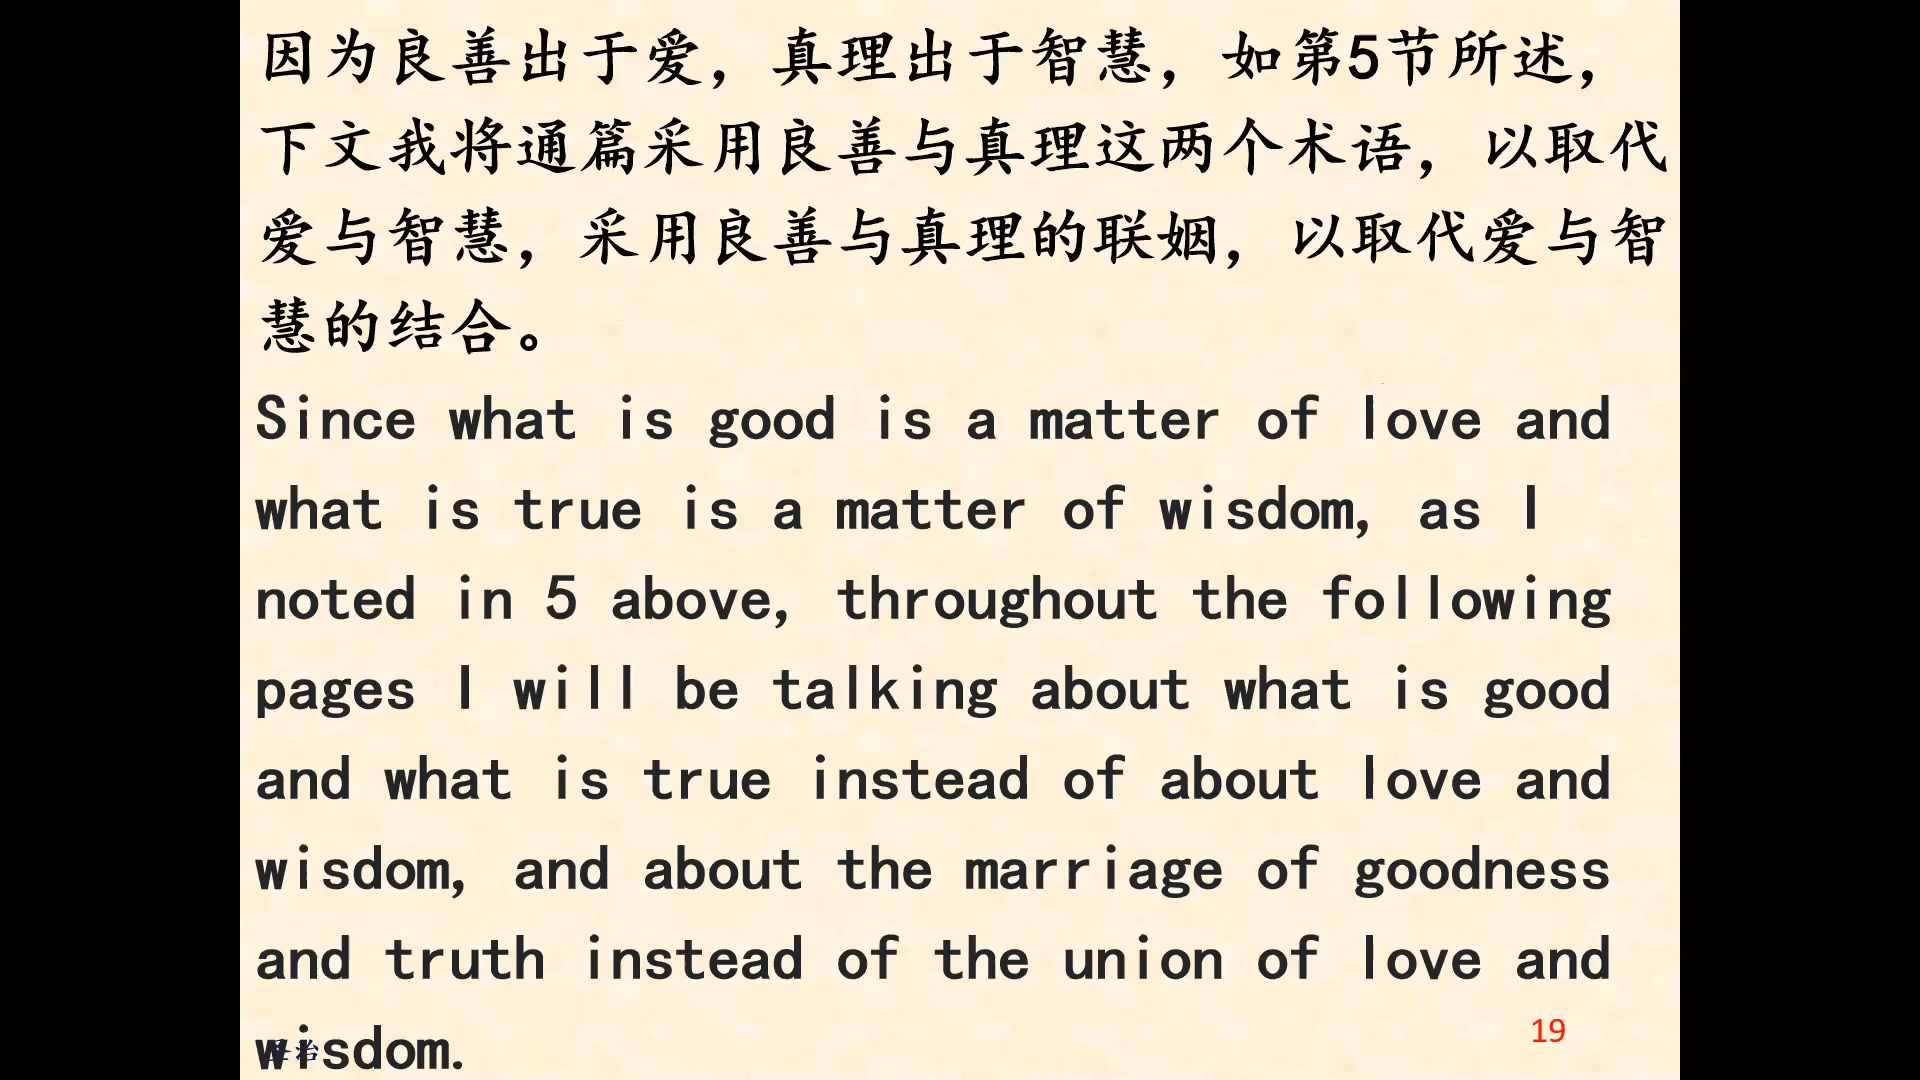 因为良善出于爱，真理出于智慧，如第5节所述，
下文我将通篇采用良善与真理这两个术语，以取代
爱与智慧，采用良善与真理的联姻，以取代爱与智
慧的结合。
Since what is good is a matter of love and
what is true is a matter of wisdom, as I
noted in 5 above, throughout the following
pages I will be talking about what is good
and what is true instead of about love and
wisdom, and about the marriage of goodness
and truth instead of the union of love and
wisdom.
19